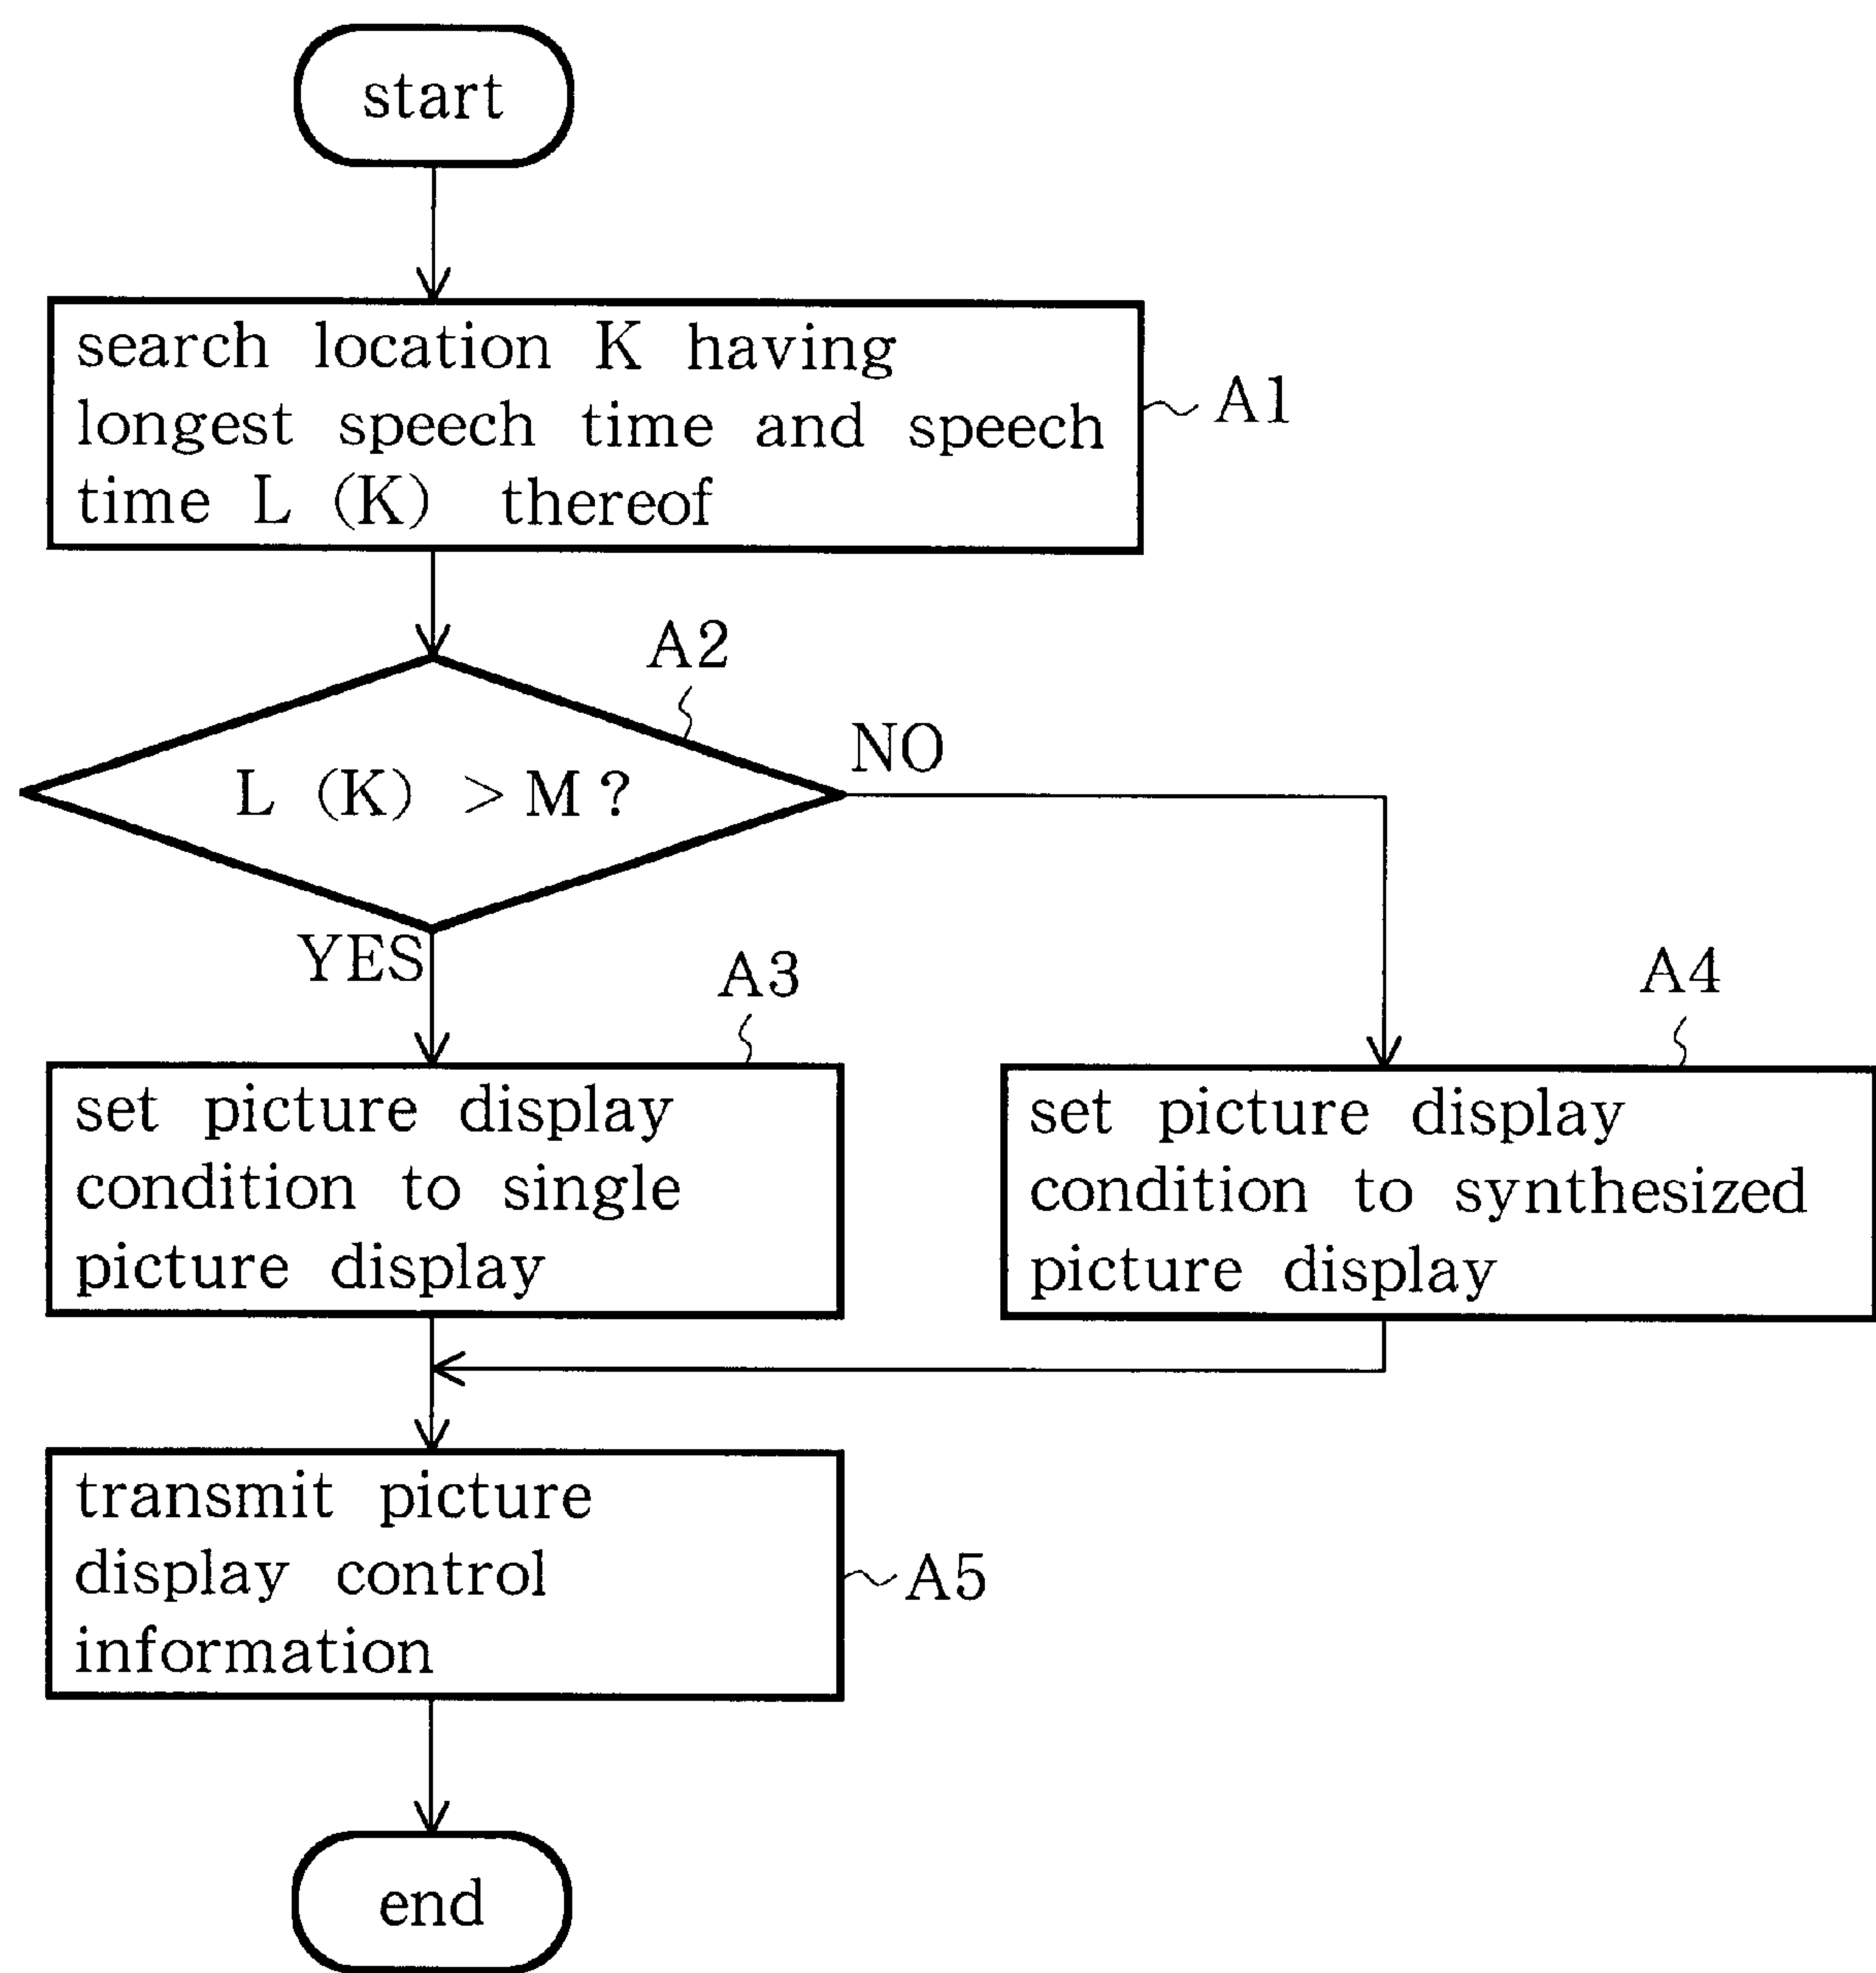 start
search location K having
longest speech time and speech
time L (K) thereof
A1
A2
L (K) > M ?
NO
YES
A3
set picture display
condition to single
picture display
A4
set picture display
condition to synthesized
picture display
transmit picture
display control
information
A5
end